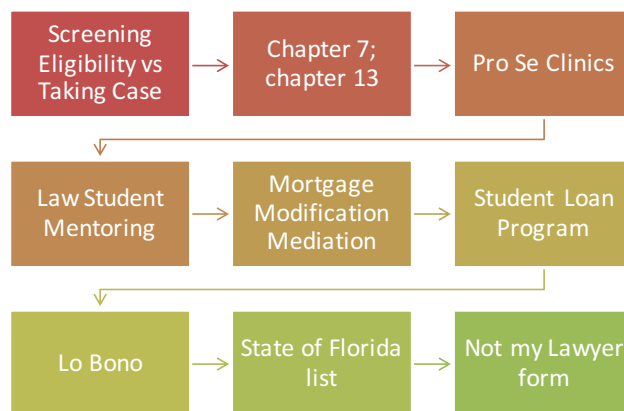 Screening
Eligibility vs
Taking Case
Chapter 7;
chapter 13
Pro Se Clinics
Law Student
Mentoring
Mortgage
Modification
Mediation
Student Loan
Program
Lo Bono
State of Florida
list
Not my Lawyer
form